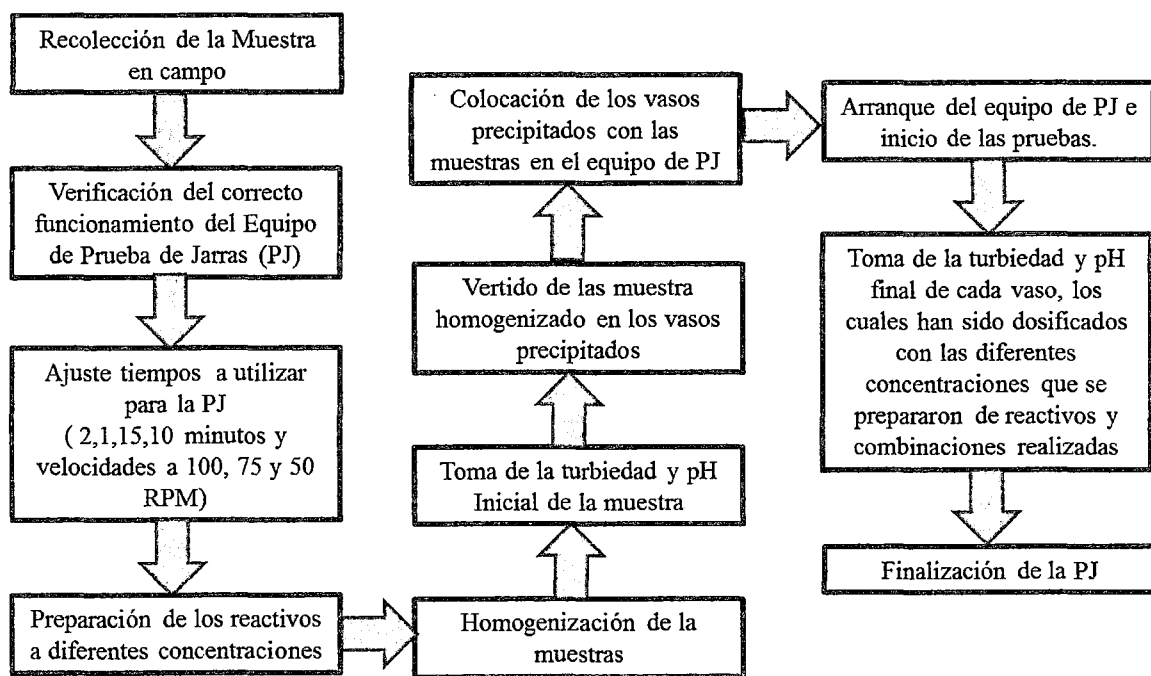 Recolección de la Muestra
en campo
Verificación del correcto
funcionamiento del Equipo
de Prueba de Jarras (PJ)
Ajuste tiempos a utilizar
para la PJ
( 2,1,15,10 minutos y
velocidades a 100, 75 y 50
RPM)
Preparación de los reactivos
a diferentes concentraciones
Homogenización de la
muestras
Toma de la turbiedad y pH
Inicial de la muestra
Vertido de las muestra
homogenizado en los vasos
precipitados
Colocación de los vasos
precipitados con las
muestras en el equipo de PJ
Arranque del equipo de PJ e
inicio de las pruebas.
Toma de la turbiedad y pH
final de cada vaso, los
cuales han sido dosificados
con las diferentes
concentraciones que se
prepararon de reactivos y
combinaciones realizadas
Finalización de la PJ